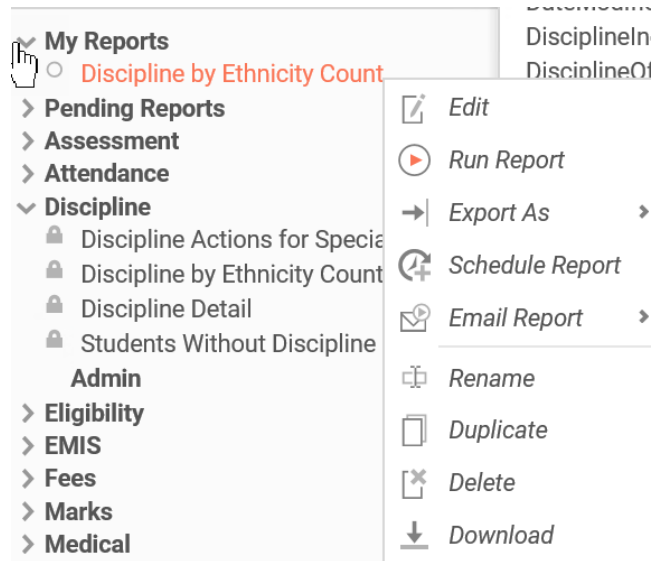 My Reports
Discipline by Ethnicity Count
Pending Reports
Assessment
Attendance
Discipline
Discipline Actions for Specia
Discipline by Ethnicity Count
Discipline Detail
Students Without Discipline
Admin
Eligibility
EMIS
Fees
Marks
Medical
DisciplineIn
DisciplineOf
Edit
Run Report
Export As
Schedule Report
Email Report
Rename
Duplicate
Delete
Download